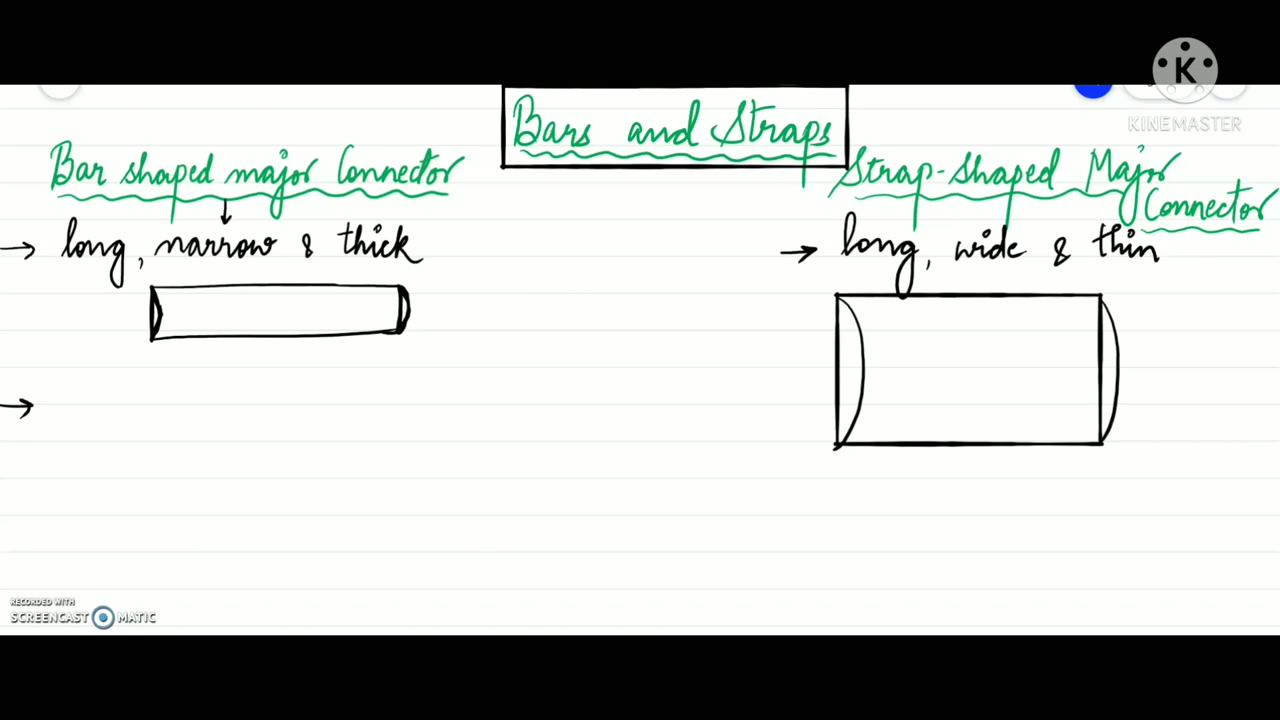 Bars and Straps
Bar shaped major Connector
→ long, narrow & thick
→
Strap-shaped Major
Connector
→ long, wide & thin
K
KINEMASTER
RECORDED WITH
SCREENCAST MATIC